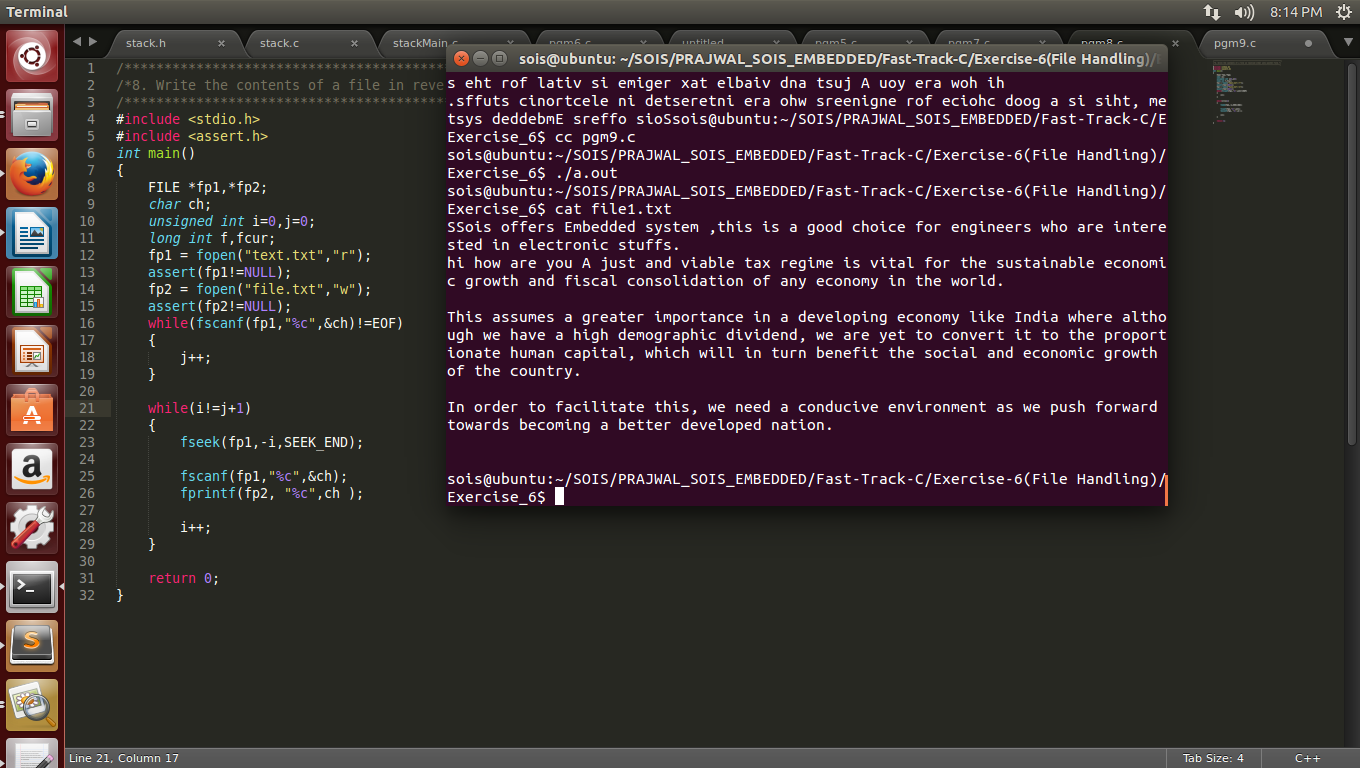 Terminal
8:14 PM
stack.h
stack.c
stackMain.c
pgm6.c
untitled
pgm5.c
pgm7.c
pgm8.c
pgm9.c
1 /*****************************************
2 /*8. Write the contents of a file in reve
3 /*****************************************
4 #include <stdio.h>
5 #include <assert.h>
6 int main()
7 {
8 FILE *fp1,*fp2;
9 char ch;
10 unsigned int i=0,j=0;
11 long int f,fcur;
12 fp1 = fopen("text.txt","r");
13 assert(fp1!=NULL);
14 fp2 = fopen("file.txt","w");
15 assert(fp2!=NULL);
16 while(fscanf(fp1,"%c",&ch)!=EOF)
17 {
18 j++;
19 }
20
21 while(i!=j+1)
22 {
23 fseek(fp1,-i,SEEK_END);
24
25 fscanf(fp1,"%c",&ch);
26 fprintf(fp2, "%c",ch );
27
28 i++;
29 }
30
31 return 0;
32 }
sois@ubuntu: ~/SOIS/PRAJWAL_SOIS_EMBEDDED/Fast-Track-C/Exercise-6(File Handling)/
s eht rof lativ si emiger xat elbaiv dna tsuj A uoy era woh ih
.sffuts cinortcele ni detseretni era ohw sreenigne rof eciohc doog a si siht, me
tsys deddebmE sreffo sioSsois@ubuntu:~/SOIS/PRAJWAL_SOIS_EMBEDDED/Fast-Track-C/E
Exercise_6$ cc pgm9.c
sois@ubuntu:~/SOIS/PRAJWAL_SOIS_EMBEDDED/Fast-Track-C/Exercise-6(File Handling)/
Exercise_6$ ./a.out
sois@ubuntu:~/SOIS/PRAJWAL_SOIS_EMBEDDED/Fast-Track-C/Exercise-6(File Handling)/
Exercise_6$ cat file1.txt
SSois offers Embedded system ,this is a good choice for engineers who are intere
sted in electronic stuffs.
hi how are you A just and viable tax regime is vital for the sustainable economi
c growth and fiscal consolidation of any economy in the world.
This assumes a greater importance in a developing economy like India where altho
ugh we have a high demographic dividend, we are yet to convert it to the proport
ionate human capital, which will in turn benefit the social and economic growth
of the country.
In order to facilitate this, we need a conducive environment as we push forward
towards becoming a better developed nation.
sois@ubuntu:~/SOIS/PRAJWAL_SOIS_EMBEDDED/Fast-Track-C/Exercise-6(File Handling)/
Exercise_6$
Line 21, Column 17
Tab Size: 4
C++